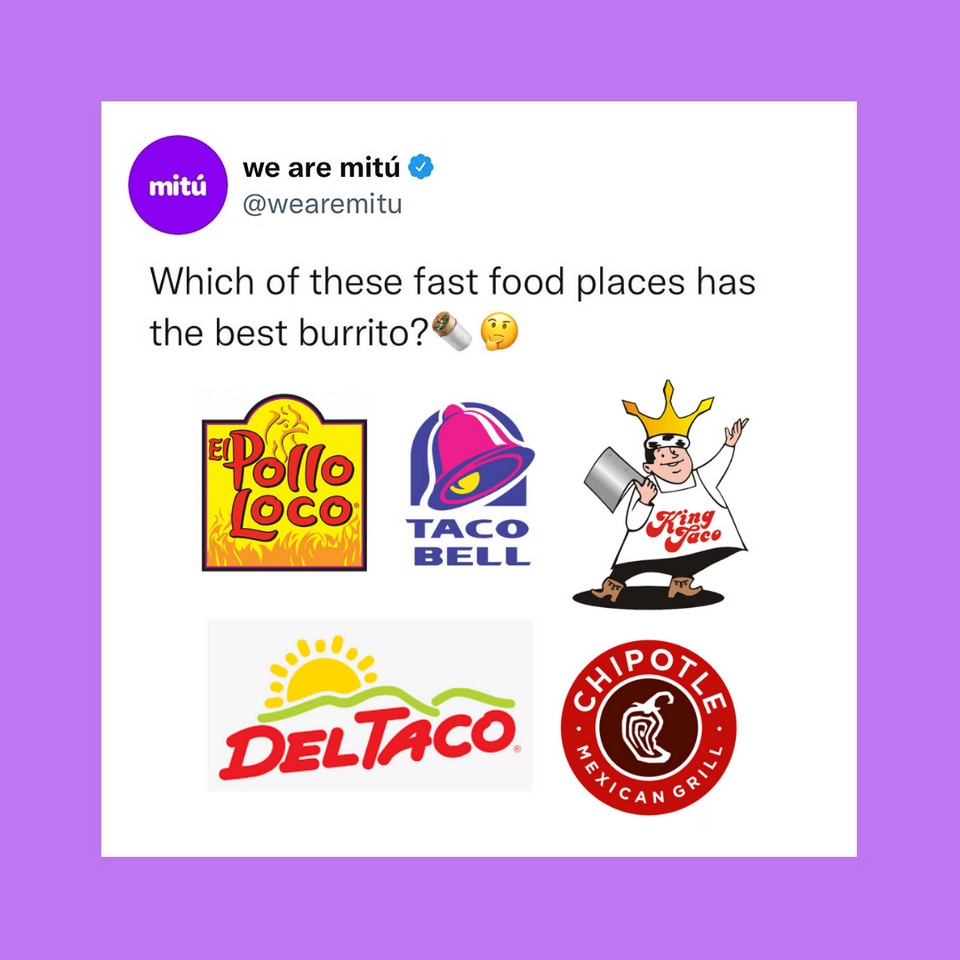 mitú
we are mitú
@wearemitu
Which of these fast food places has
the best burrito?🌯🤔
El Pollo
Loco®
TACO
BELL
King
Taco
DEL TACO®
CHIPOTLE
MEXICAN GRILL